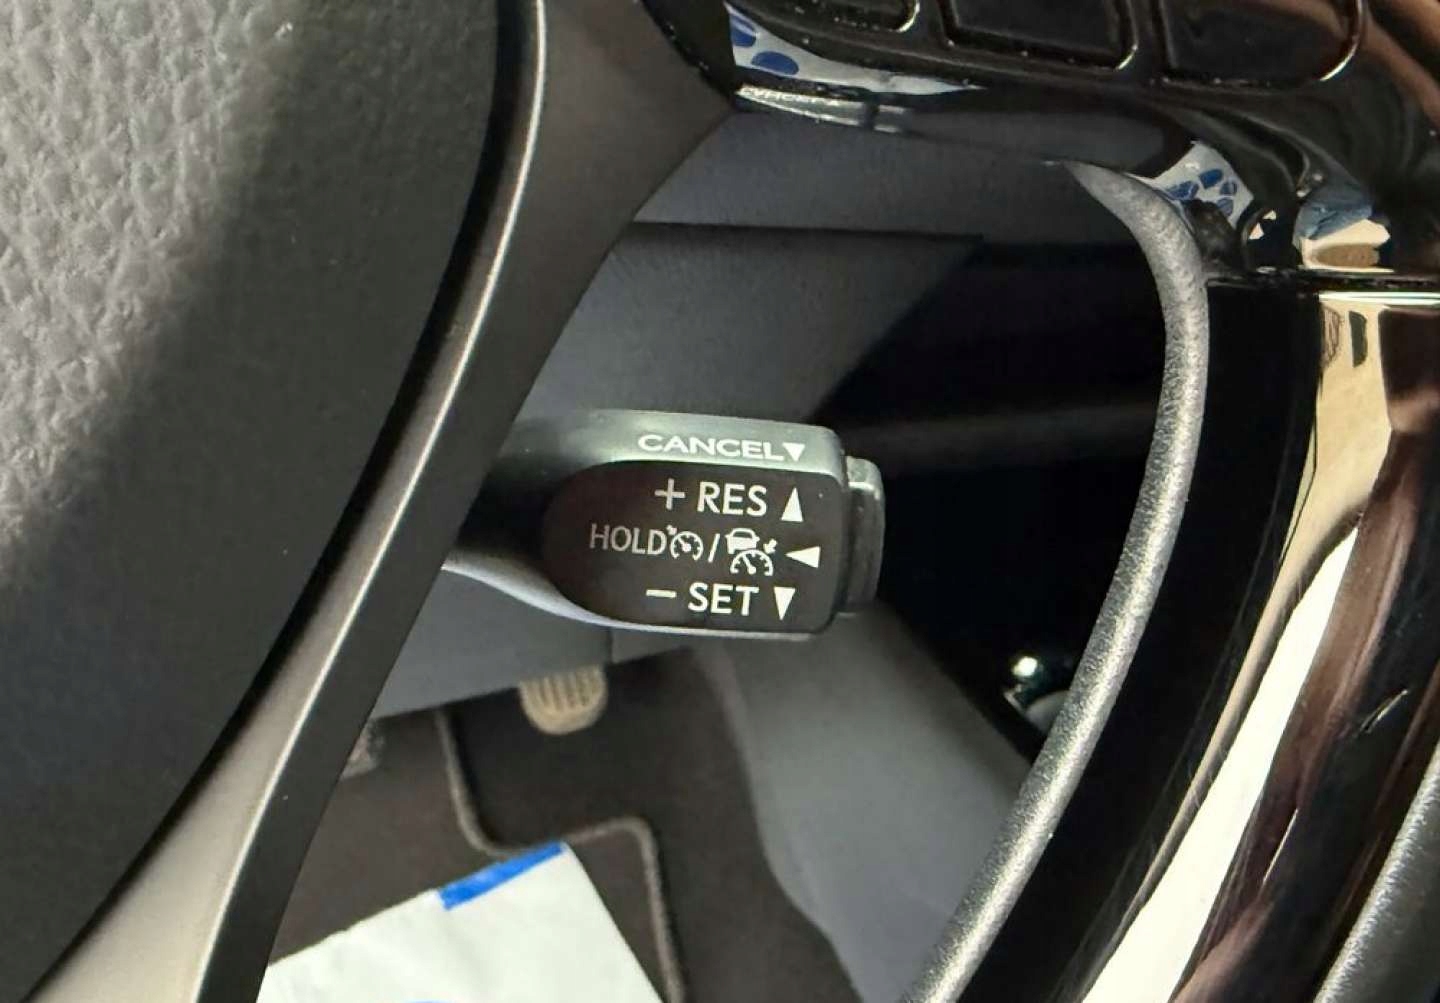 CANCEL▼
+ RES ▲
HOLD / ◀
− SET ▼